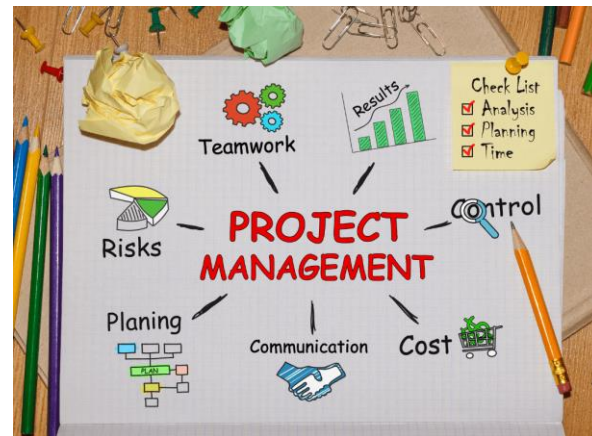 Teamwork
Results
Check List
Analysis
Planning
Time
Risks
PROJECT
MANAGEMENT
Control
Planing
PLAN
Communication
Cost